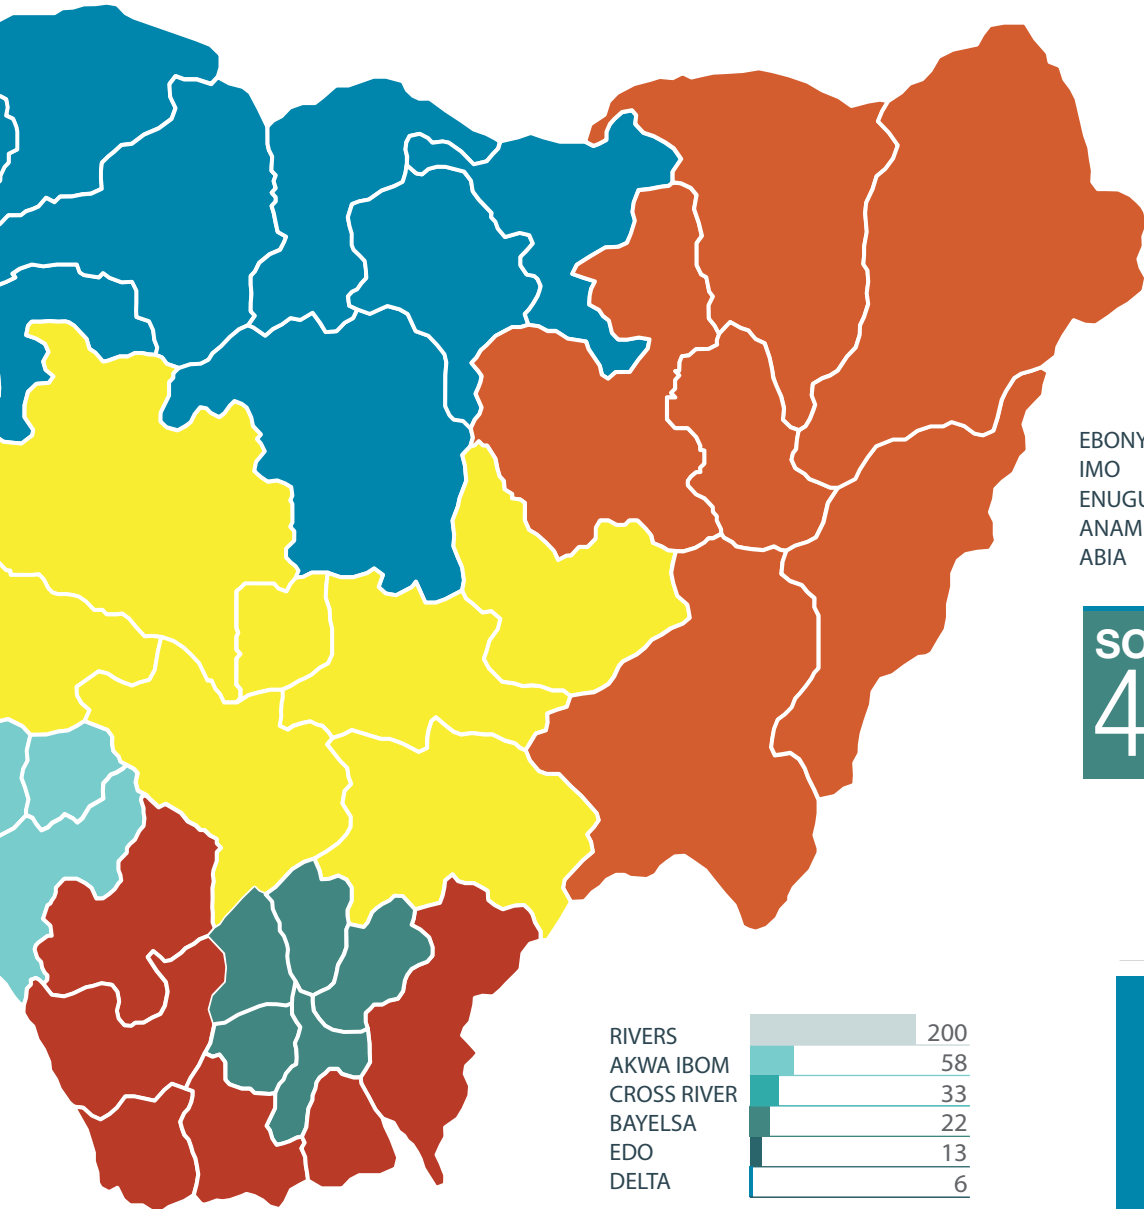 EBONY
IMO
ENUGU
ANAM
ABIA
SO
4
RIVERS 200
AKWA IBOM 58
CROSS RIVER 33
BAYELSA 22
EDO 13
DELTA 6